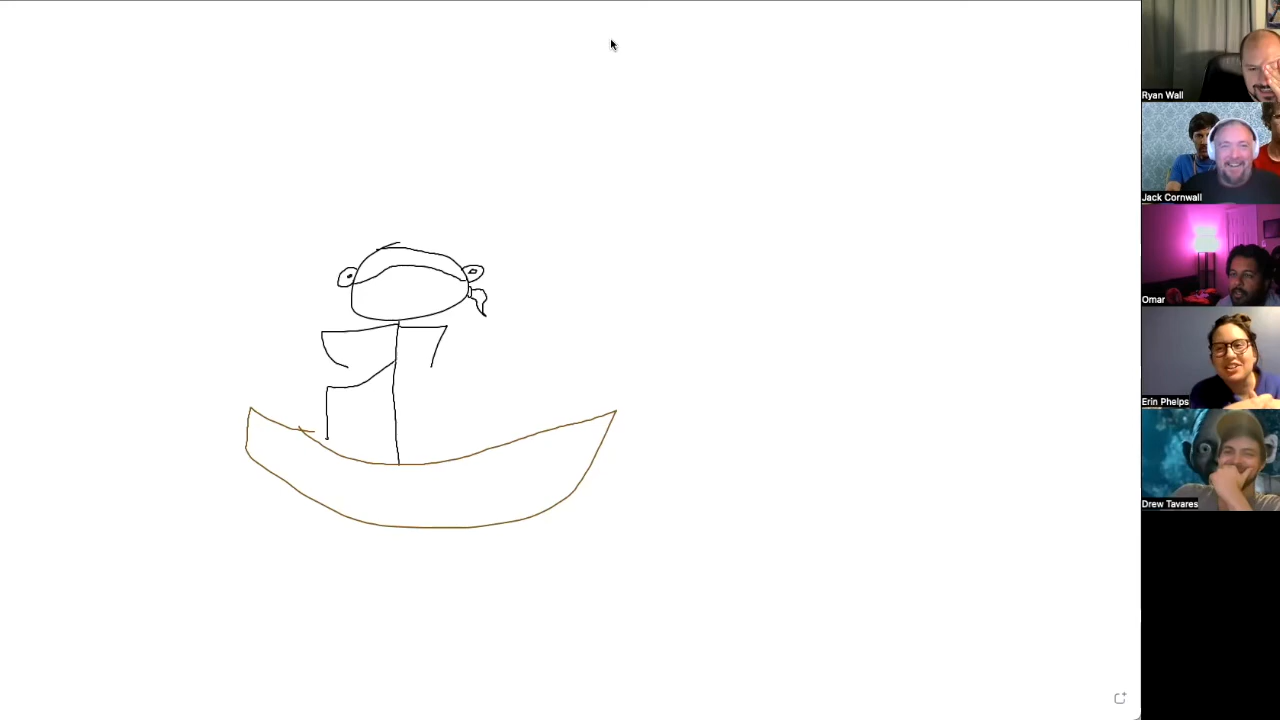 Ryan Wall
Jack Cornwall
Omar
Erin Phelps
Drew Tavares